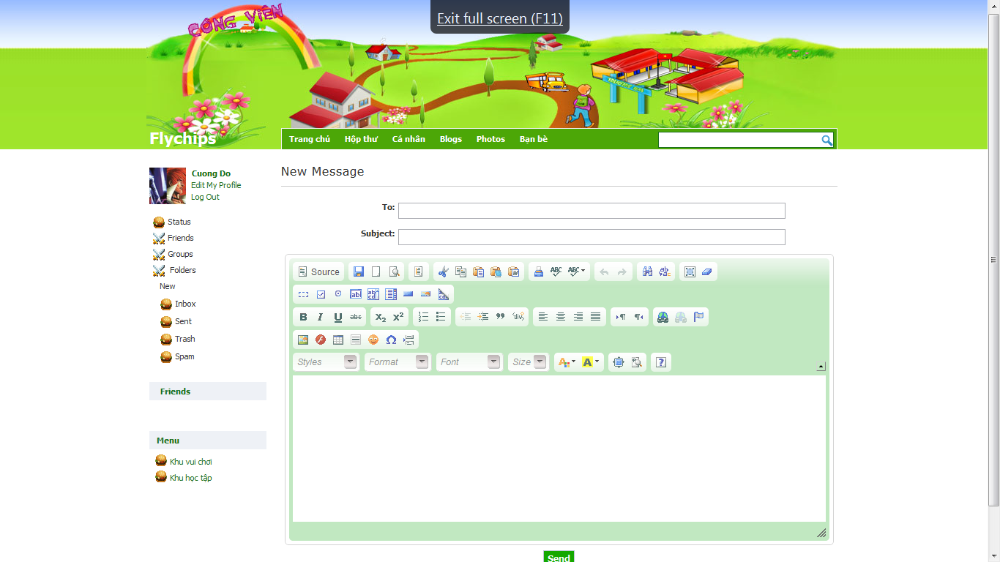 CÔNG VIÊN
Exit full screen (F11)
Flychips
Trang chủ Hộp thư Cá nhân Blogs Photos Bạn bè
Cuong Do
Edit My Profile
Log Out
Status
Friends
Groups
Folders
New
Inbox
Sent
Trash
Spam
Friends
Menu
Khu vui chơi
Khu học tập
New Message
To:
Subject:
Source
Styles Format Font Size
Send